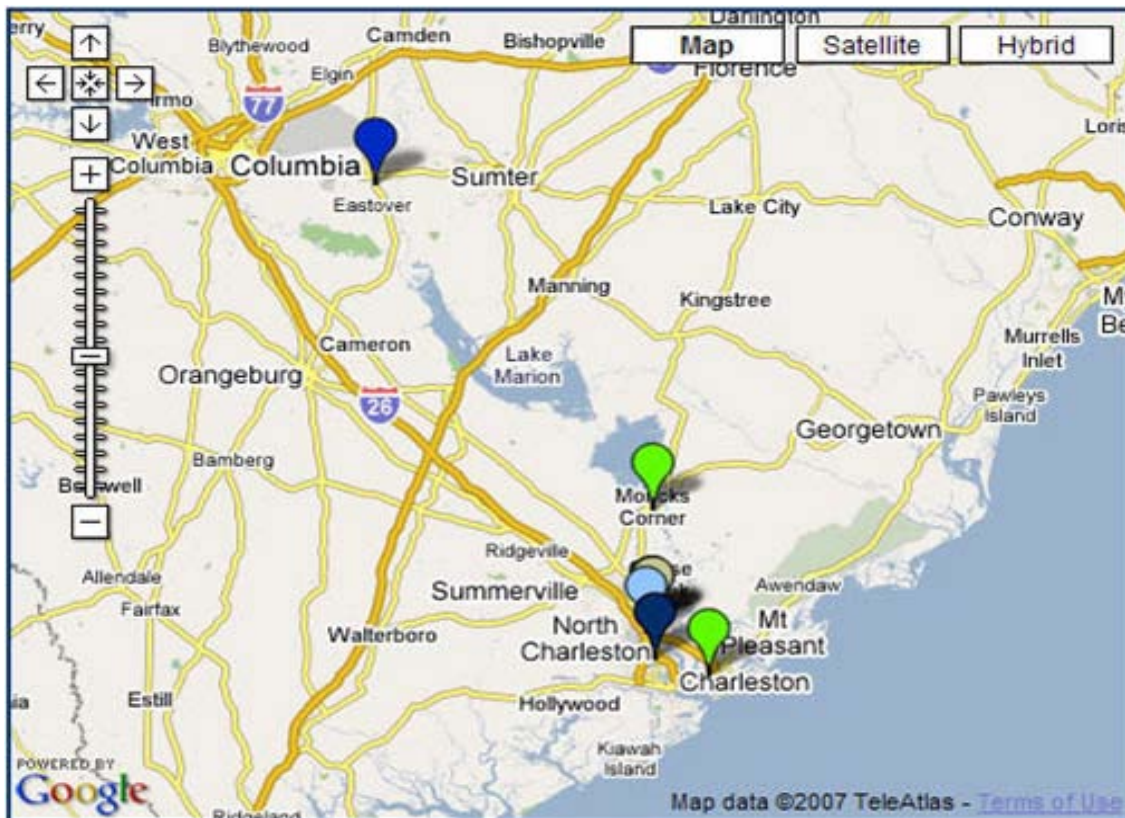 Darlington
Camden
Bishopville
Map
Satellite
Hybrid
Blythewood
Elgin
Florence
77
Irmo
West
Columbia
Columbia
Sumter
Eastover
Lake City
Conway
Manning
Kingstree
Cameron
Lake
Marion
Murrells
Inlet
Orangeburg
26
Pawleys
Island
Georgetown
Bamberg
Corner
Ridgeville
Allendale
Summerville
Awendaw
Fairfax
Walterboro
North
Charleston
Mt
Pleasant
Charleston
Estill
Hollywood
Kiawah
Island
POWERED BY
Google
Ridgeland
Map data ©2007 TeleAtlas - Terms of Use